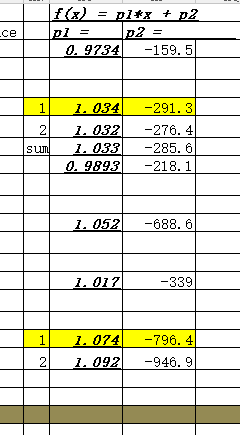 f(x) = p1*x + p2
ce p1 = p2 =
0.9734 -159.5
1 1.034 -291.3
2 1.032 -276.4
sum 1.033 -285.6
0.9893 -218.1
1.052 -688.6
1.017 -339
1 1.074 -796.4
2 1.092 -946.9